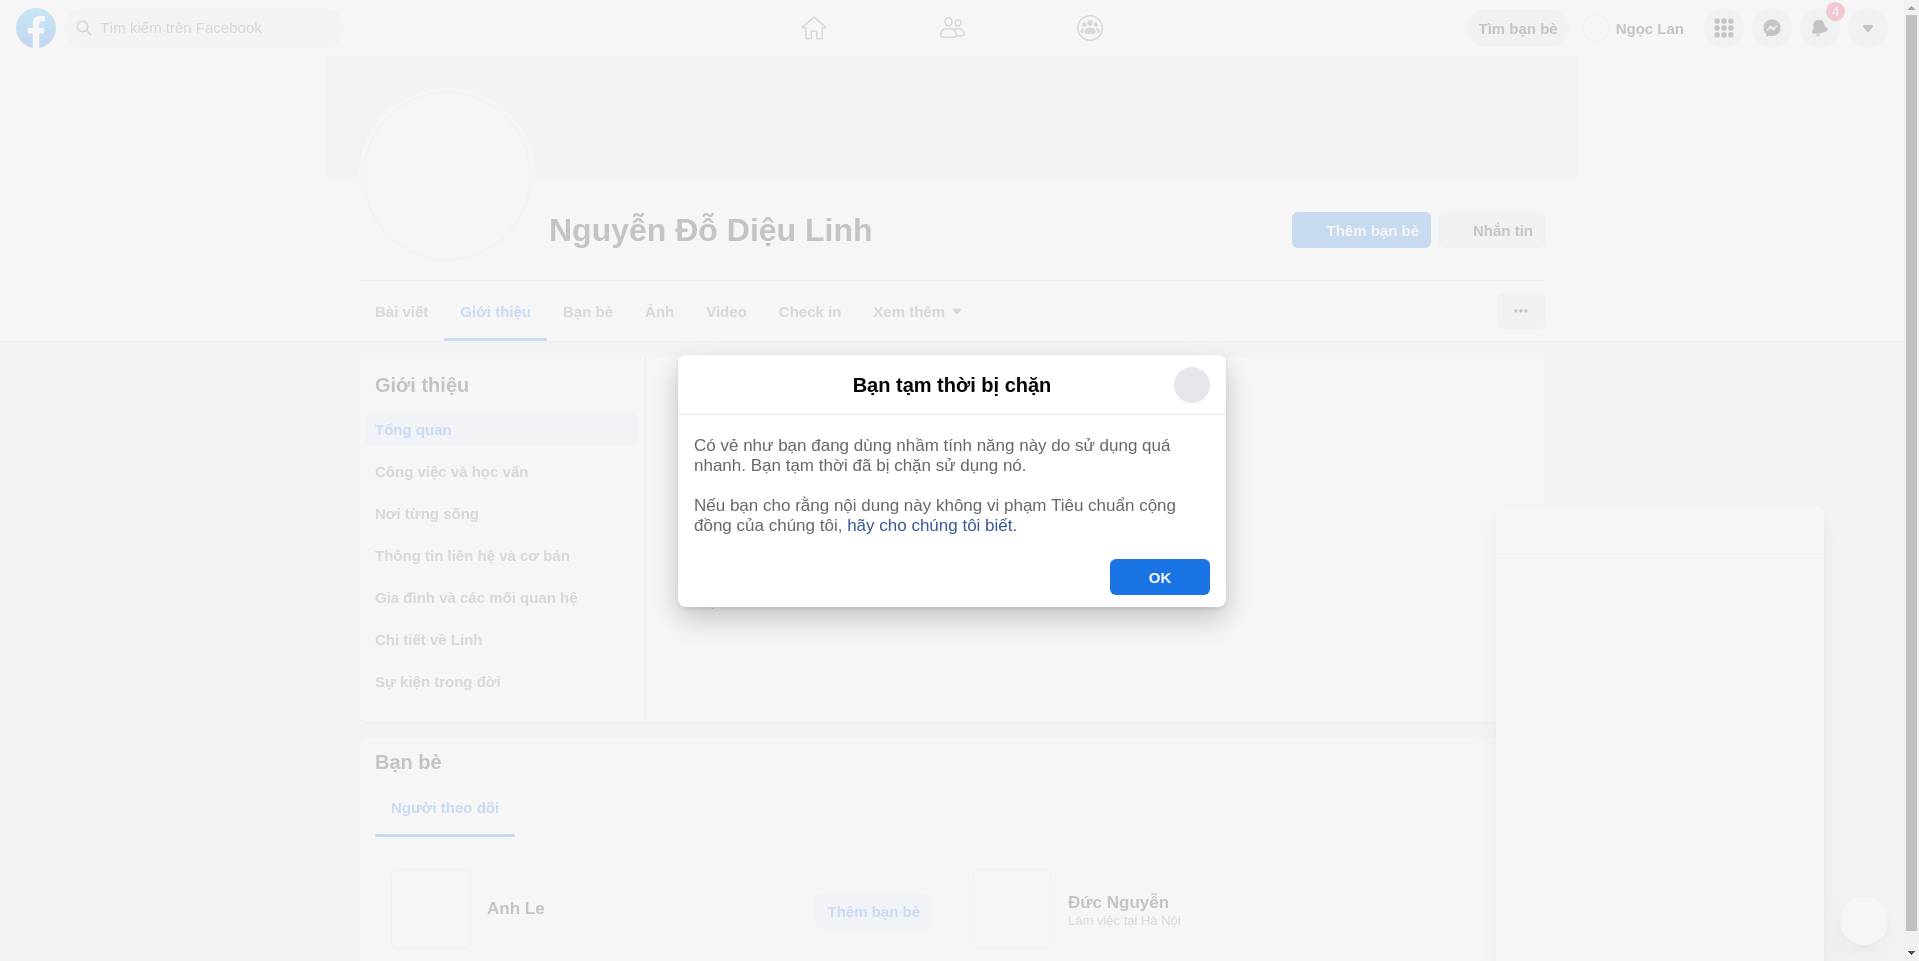 Tìm kiếm trên Facebook
Tìm bạn bè
Ngọc Lan
4
Nguyễn Đỗ Diệu Linh
Thêm bạn bè
Nhắn tin
Bài viết
Giới thiệu
Bạn bè
Ảnh
Video
Check in
Xem thêm
Giới thiệu
Tổng quan
Công việc và học vấn
Nơi từng sống
Thông tin liên hệ và cơ bản
Gia đình và các mối quan hệ
Chi tiết về Linh
Sự kiện trong đời
Bạn tạm thời bị chặn
Có vẻ như bạn đang dùng nhầm tính năng này do sử dụng quá
nhanh. Bạn tạm thời đã bị chặn sử dụng nó.
Nếu bạn cho rằng nội dung này không vi phạm Tiêu chuẩn cộng
đồng của chúng tôi, hãy cho chúng tôi biết.
OK
Bạn bè
Người theo dõi
Anh Le
Thêm bạn bè
Đức Nguyễn
Làm việc tại Hà Nội